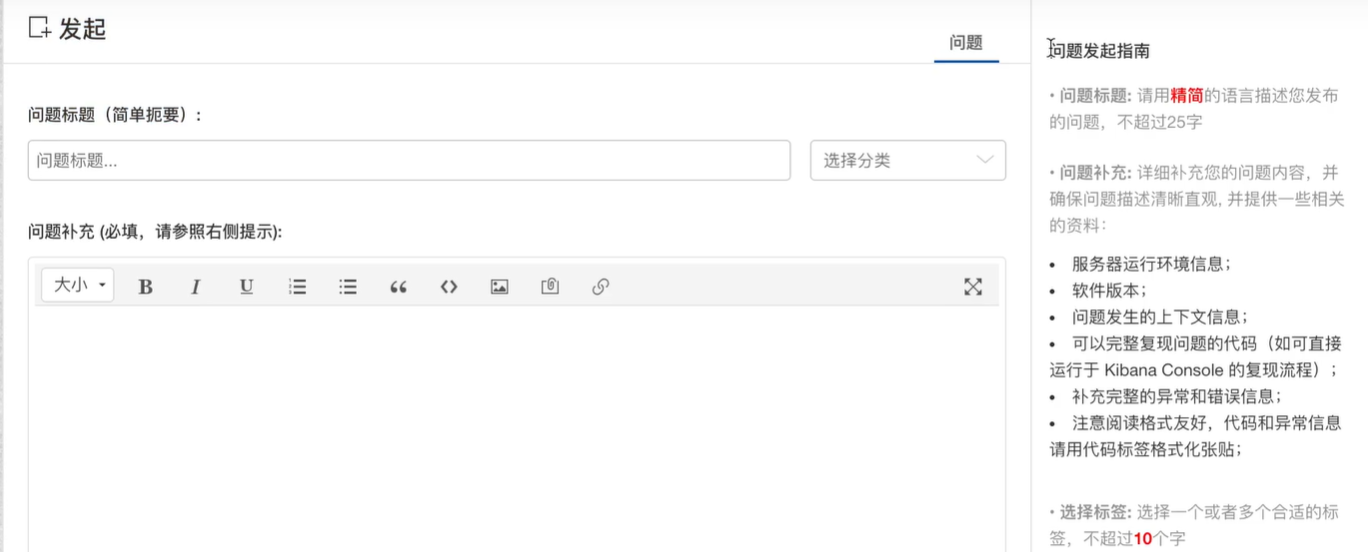 发起
问题
问题标题（简单扼要）:
问题标题...
选择分类
问题补充 (必填，请参照右侧提示):
大小
B I U
问题发起指南
• 问题标题: 请用精简的语言描述您发布
的问题，不超过25字
• 问题补充: 详细补充您的问题内容，并
确保问题描述清晰直观, 并提供一些相关
的资料：
• 服务器运行环境信息；
• 软件版本；
• 问题发生的上下文信息；
• 可以完整复现问题的代码（如可直接
运行于 Kibana Console 的复现流程）；
• 补充完整的异常和错误信息；
• 注意阅读格式友好，代码和异常信息
请用代码标签格式化张贴；
• 选择标签: 选择一个或者多个合适的标
签，不超过10个字